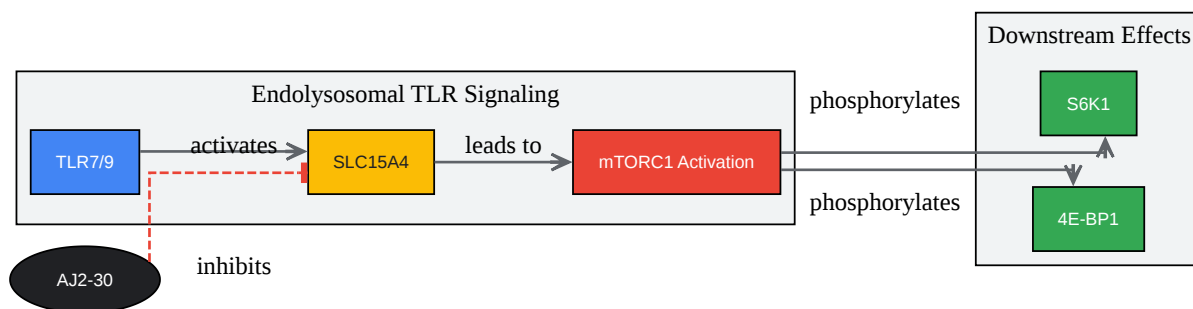 Downstream Effects
Endolysosomal TLR Signaling
phosphorylates
S6K1
TLR7/9
activates
SLC15A4
leads to
mTORC1 Activation
phosphorylates
4E-BP1
AJ2-30
inhibits